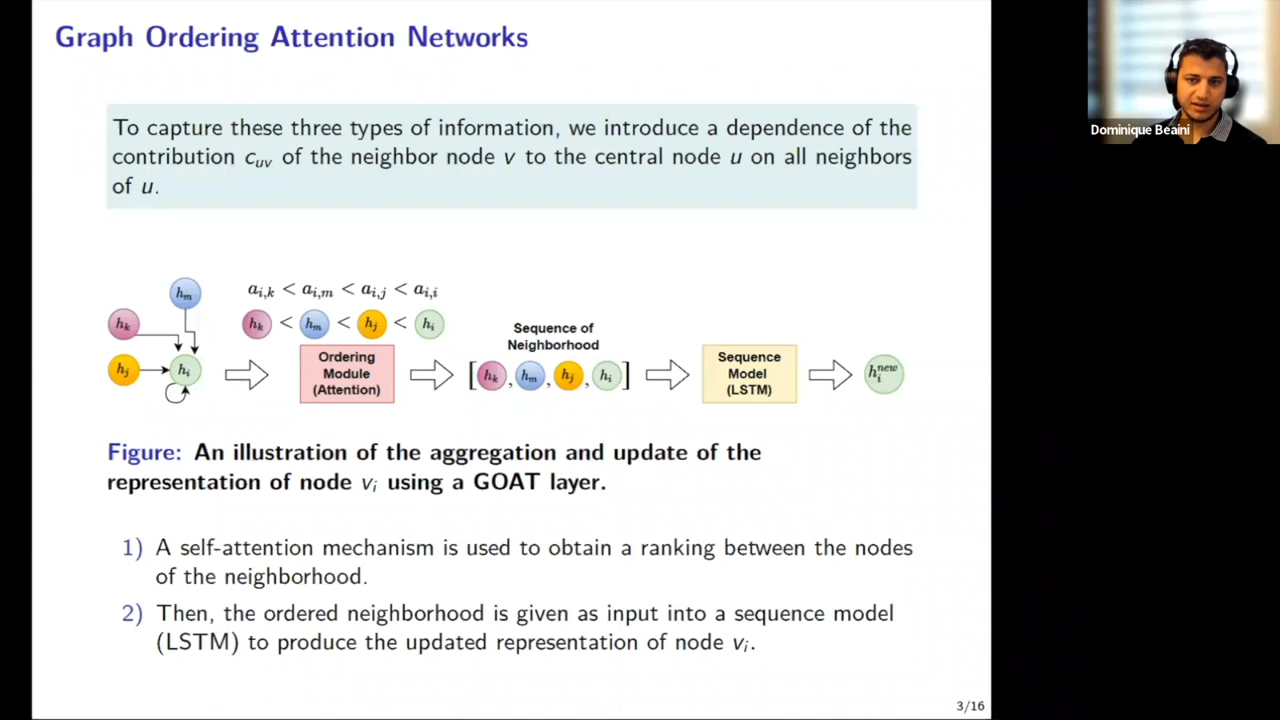 Graph Ordering Attention Networks
To capture these three types of information, we introduce a dependence of the
contribution c_uv of the neighbor node v to the central node u on all neighbors
of u.
a_i,k < a_i,m < a_i,j < a_i,i
h_k < h_m < h_j < h_i
h_m
h_k
h_j
h_i
Ordering
Module
(Attention)
Sequence of
Neighborhood
[h_k, h_m, h_j, h_i]
Sequence
Model
(LSTM)
h_i^new
Figure: An illustration of the aggregation and update of the
representation of node v_i using a GOAT layer.
1) A self-attention mechanism is used to obtain a ranking between the nodes
of the neighborhood.
2) Then, the ordered neighborhood is given as input into a sequence model
(LSTM) to produce the updated representation of node v_i.
3/16
Dominique Beaini